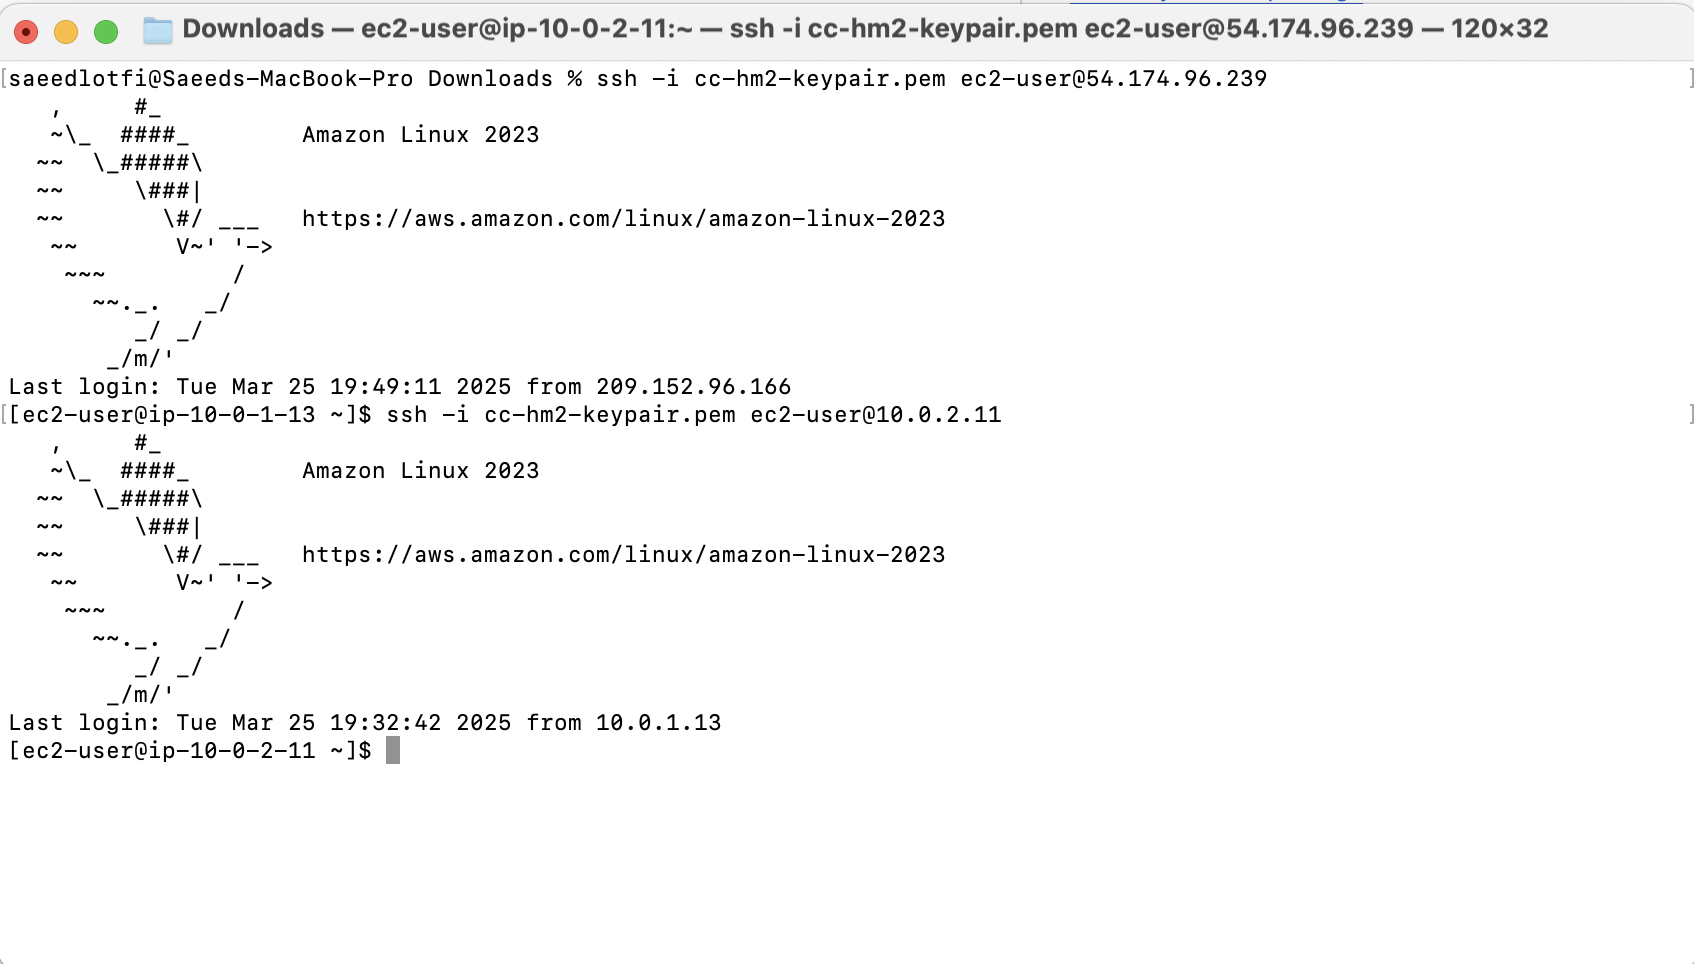 Downloads — ec2-user@ip-10-0-2-11:~ — ssh -i cc-hm2-keypair.pem ec2-user@54.174.96.239 — 120×32
[saeedlotfi@Saeeds-MacBook-Pro Downloads % ssh -i cc-hm2-keypair.pem ec2-user@54.174.96.239 ]
   ,     #_
   ~\_  ####_        Amazon Linux 2023
  ~~  \_#####\
  ~~     \###|
  ~~       \#/ ___   https://aws.amazon.com/linux/amazon-linux-2023
   ~~       V~' '->
    ~~~         /
      ~~._.   _/
         _/ _/
       _/m/'
Last login: Tue Mar 25 19:49:11 2025 from 209.152.96.166
[[ec2-user@ip-10-0-1-13 ~]$ ssh -i cc-hm2-keypair.pem ec2-user@10.0.2.11 ]
   ,     #_
   ~\_  ####_        Amazon Linux 2023
  ~~  \_#####\
  ~~     \###|
  ~~       \#/ ___   https://aws.amazon.com/linux/amazon-linux-2023
   ~~       V~' '->
    ~~~         /
      ~~._.   _/
         _/ _/
       _/m/'
Last login: Tue Mar 25 19:32:42 2025 from 10.0.1.13
[ec2-user@ip-10-0-2-11 ~]$